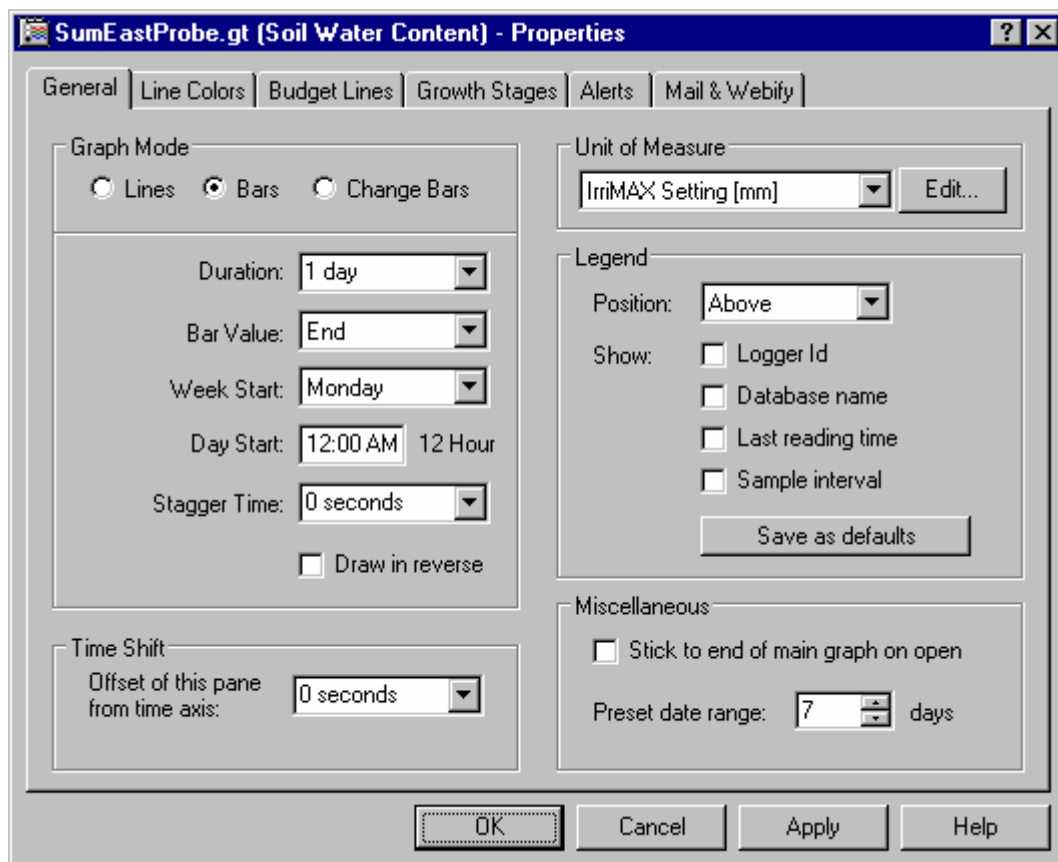 SumEastProbe.gt (Soil Water Content) - Properties
General Line Colors Budget Lines Growth Stages Alerts Mail & Webify
Graph Mode
Lines Bars Change Bars
Duration: 1 day
Bar Value: End
Week Start: Monday
Day Start: 12:00 AM 12 Hour
Stagger Time: 0 seconds
Draw in reverse
Time Shift
Offset of this pane
from time axis: 0 seconds
Unit of Measure
IrriMAX Setting [mm] Edit...
Legend
Position: Above
Show: Logger Id
Database name
Last reading time
Sample interval
Save as defaults
Miscellaneous
Stick to end of main graph on open
Preset date range: 7 days
OK Cancel Apply Help